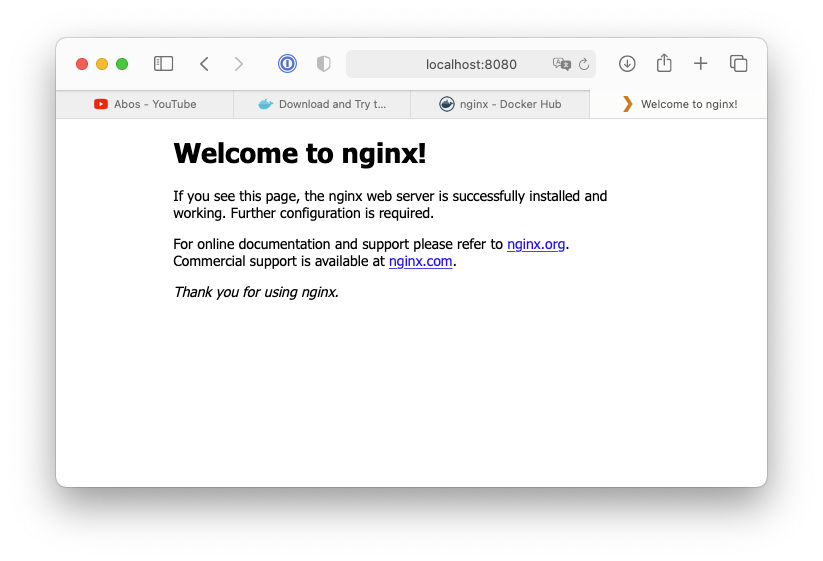 localhost:8080
Abos - YouTube
Download and Try t...
nginx - Docker Hub
Welcome to nginx!
Welcome to nginx!
If you see this page, the nginx web server is successfully installed and
working. Further configuration is required.
For online documentation and support please refer to nginx.org.
Commercial support is available at nginx.com.
Thank you for using nginx.